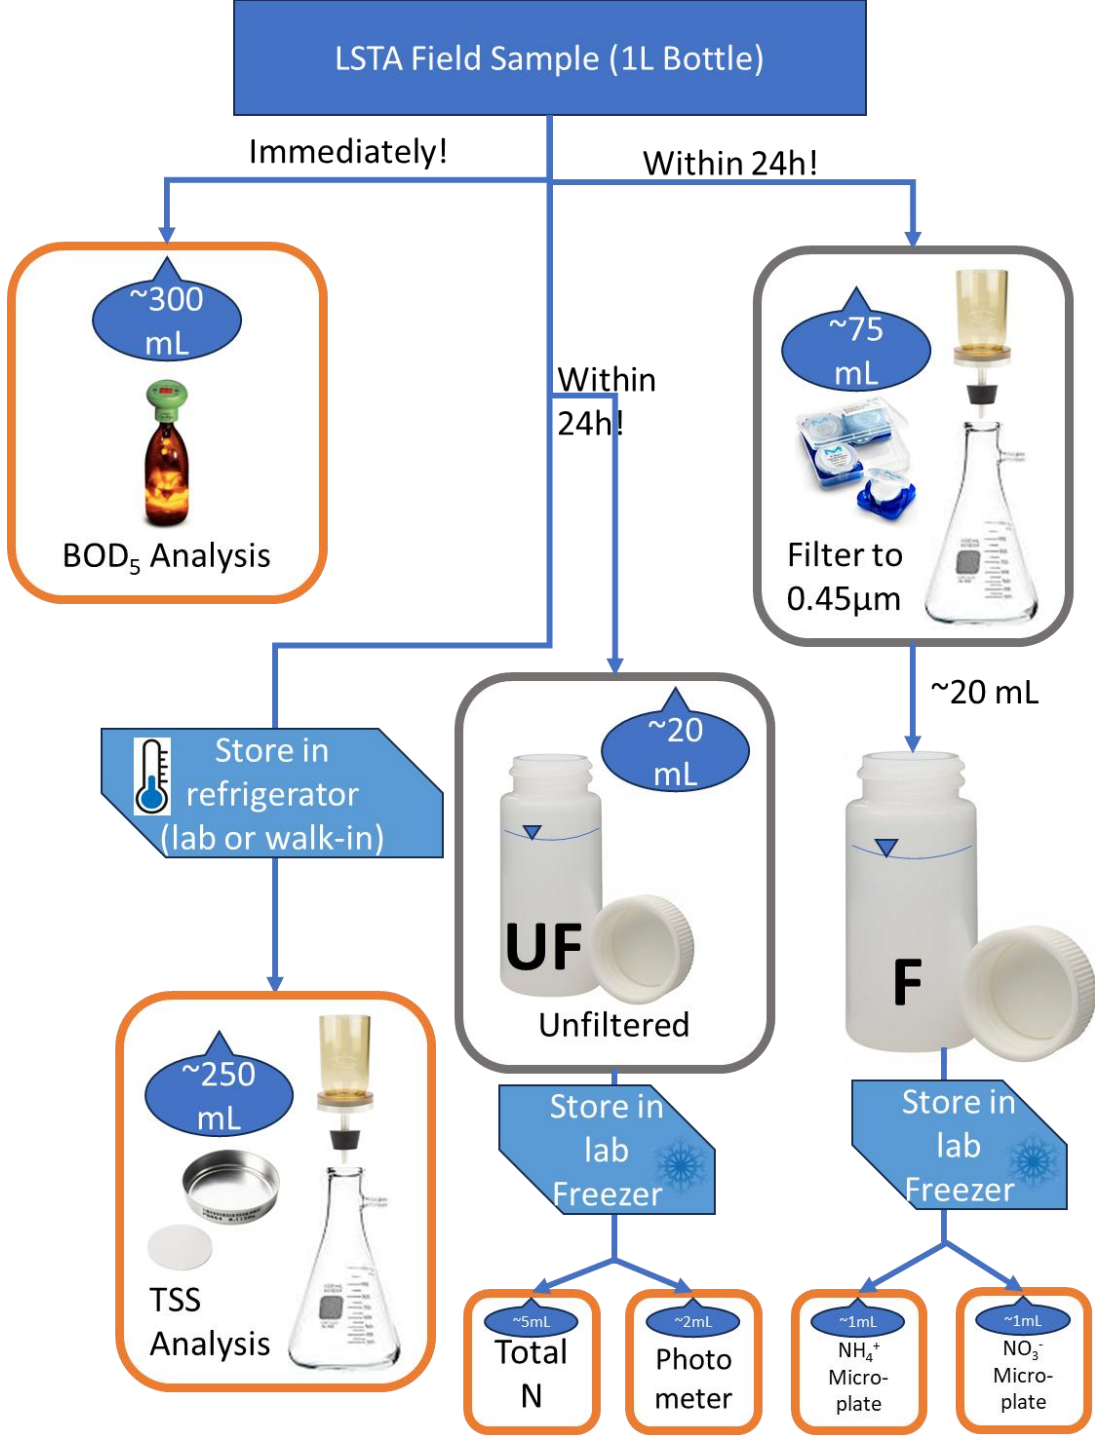 LSTA Field Sample (1L Bottle)
Immediately!
Within 24h!
~300
mL
BOD₅ Analysis
Within
24h!
~75
mL
Filter to
0.45µm
~20 mL
Store in
refrigerator
(lab or walk-in)
~20
mL
UF
Unfiltered
F
~250
mL
TSS
Analysis
Store in
lab
Freezer
Store in
lab
Freezer
~5mL
Total
N
~2mL
Photo
meter
~1mL
NH₄⁺
Micro-
plate
~1mL
NO₃⁻
Micro-
plate